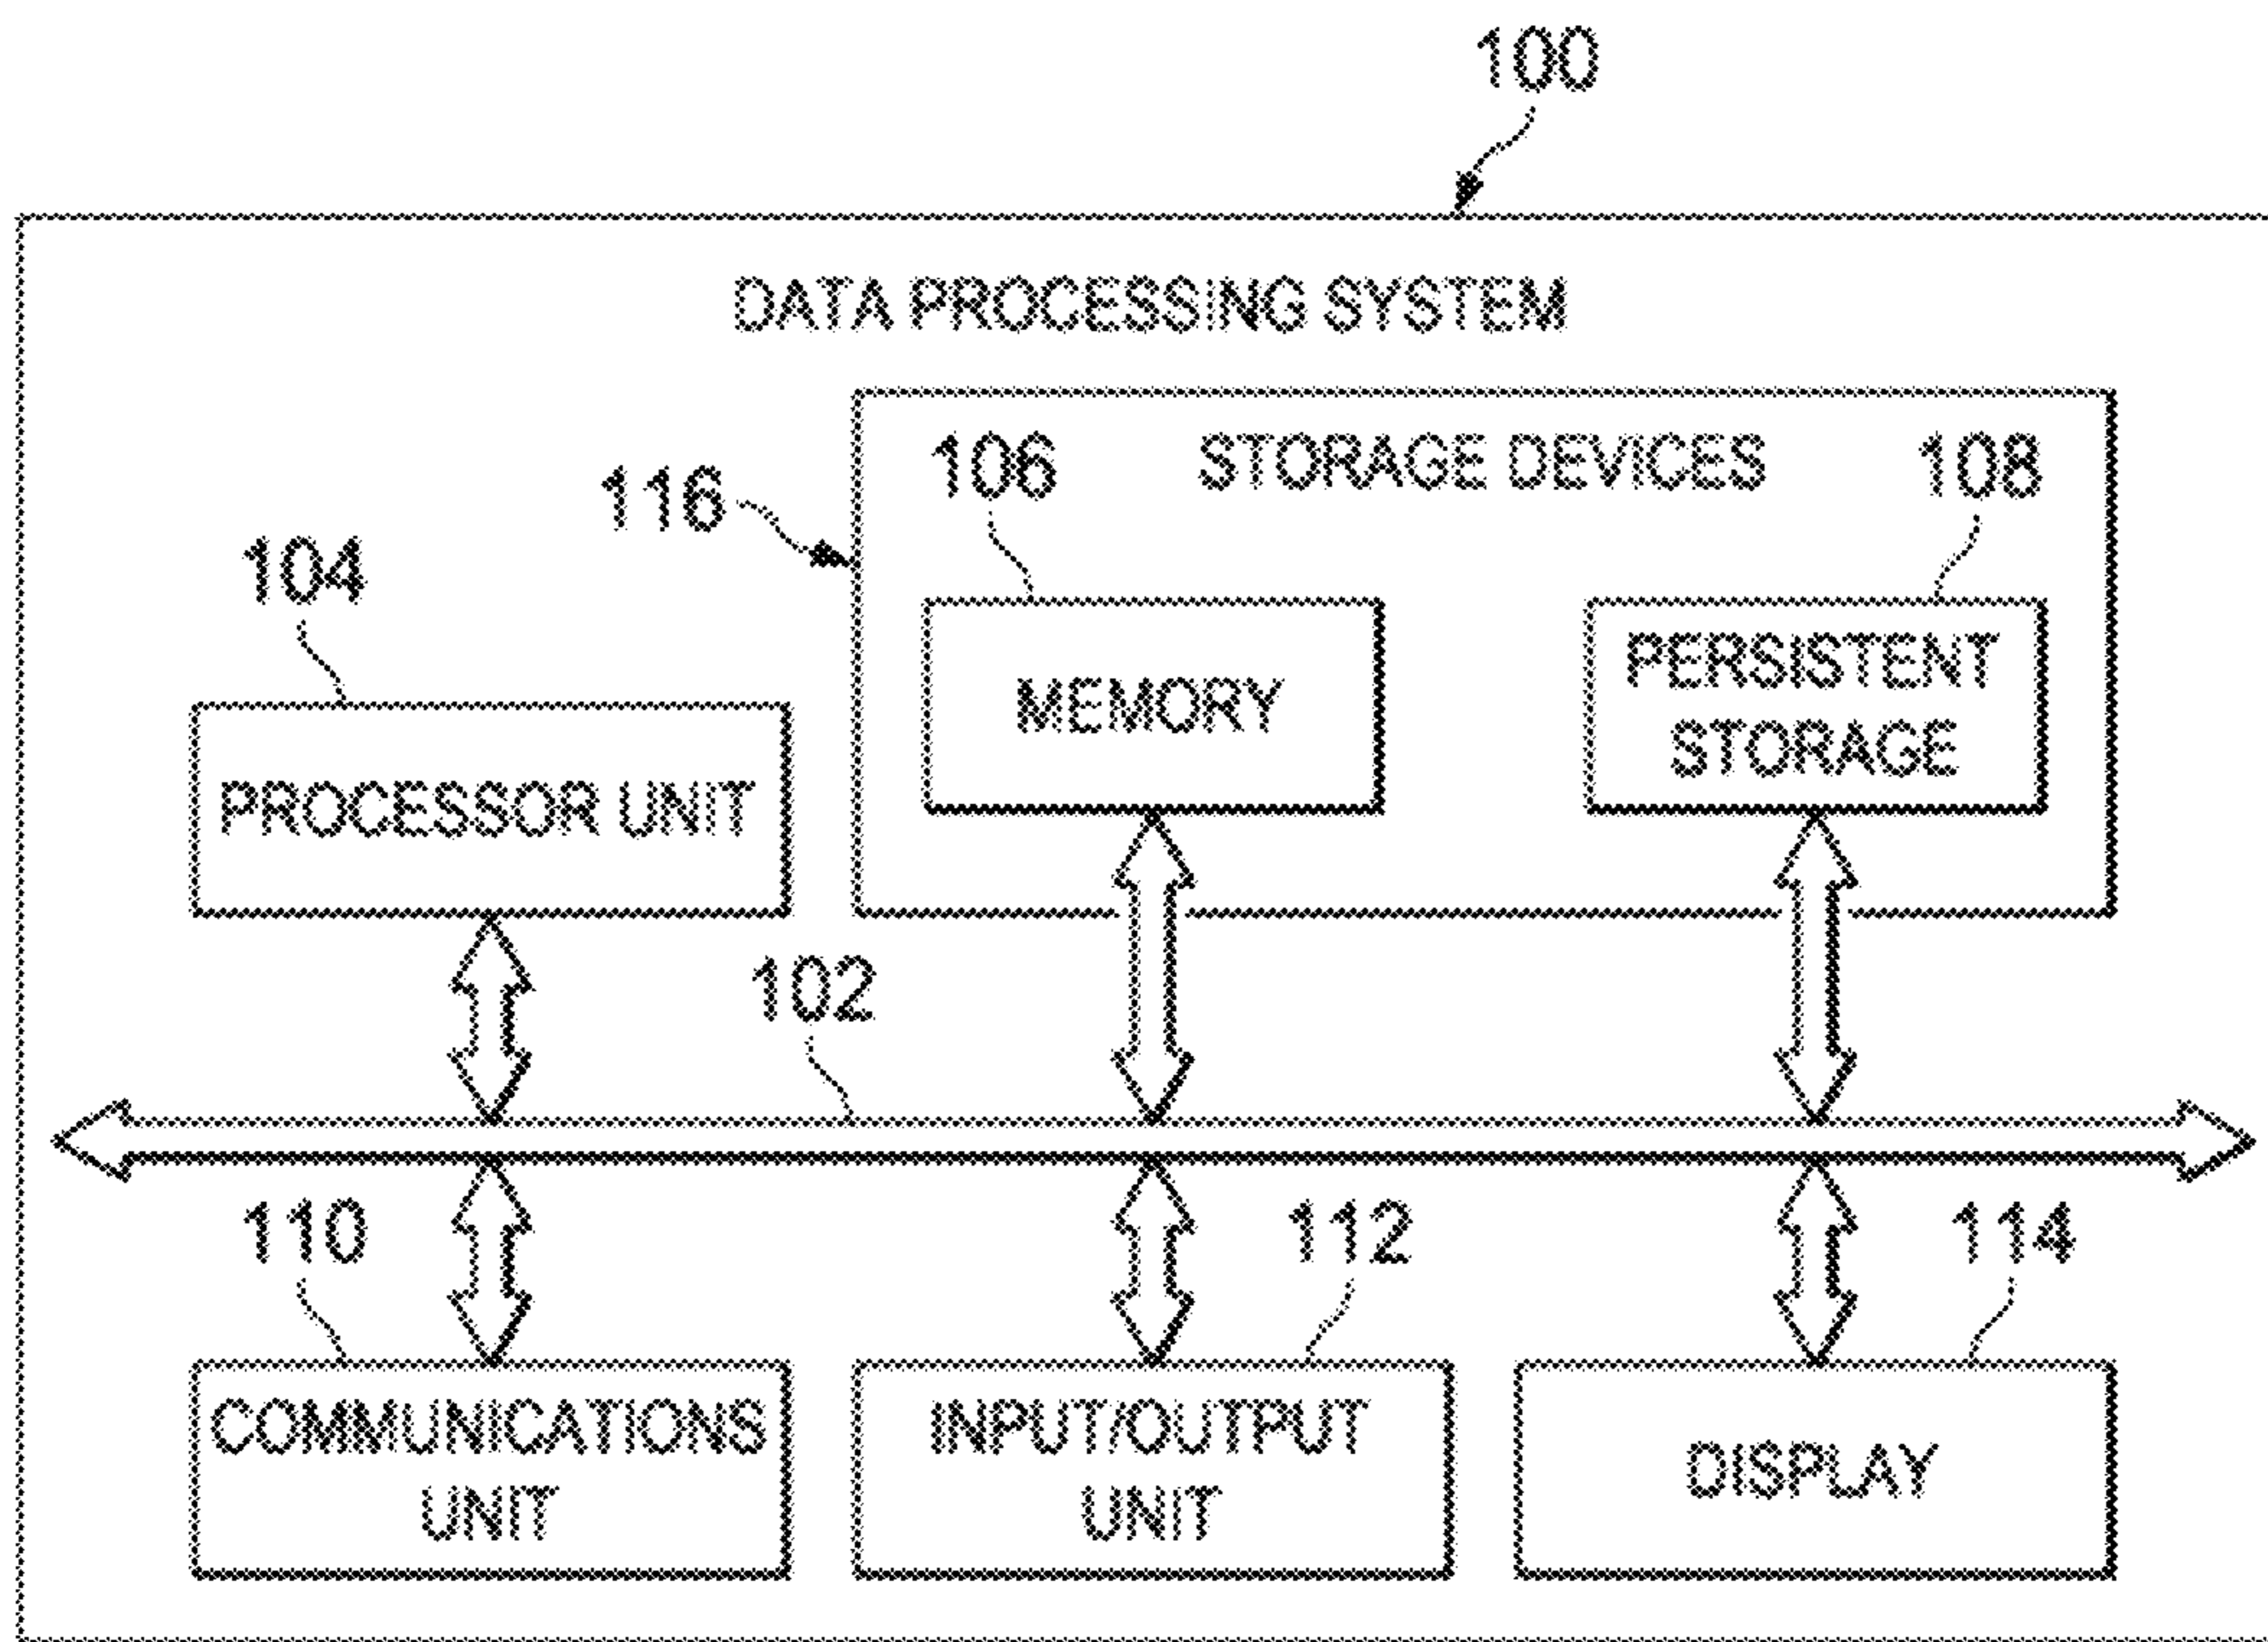 100
DATA PROCESSING SYSTEM
106
STORAGE DEVICES
108
116
104
MEMORY
PERSISTENT
STORAGE
PROCESSOR UNIT
102
110
112
114
COMMUNICATIONS
UNIT
INPUT/OUTPUT
UNIT
DISPLAY